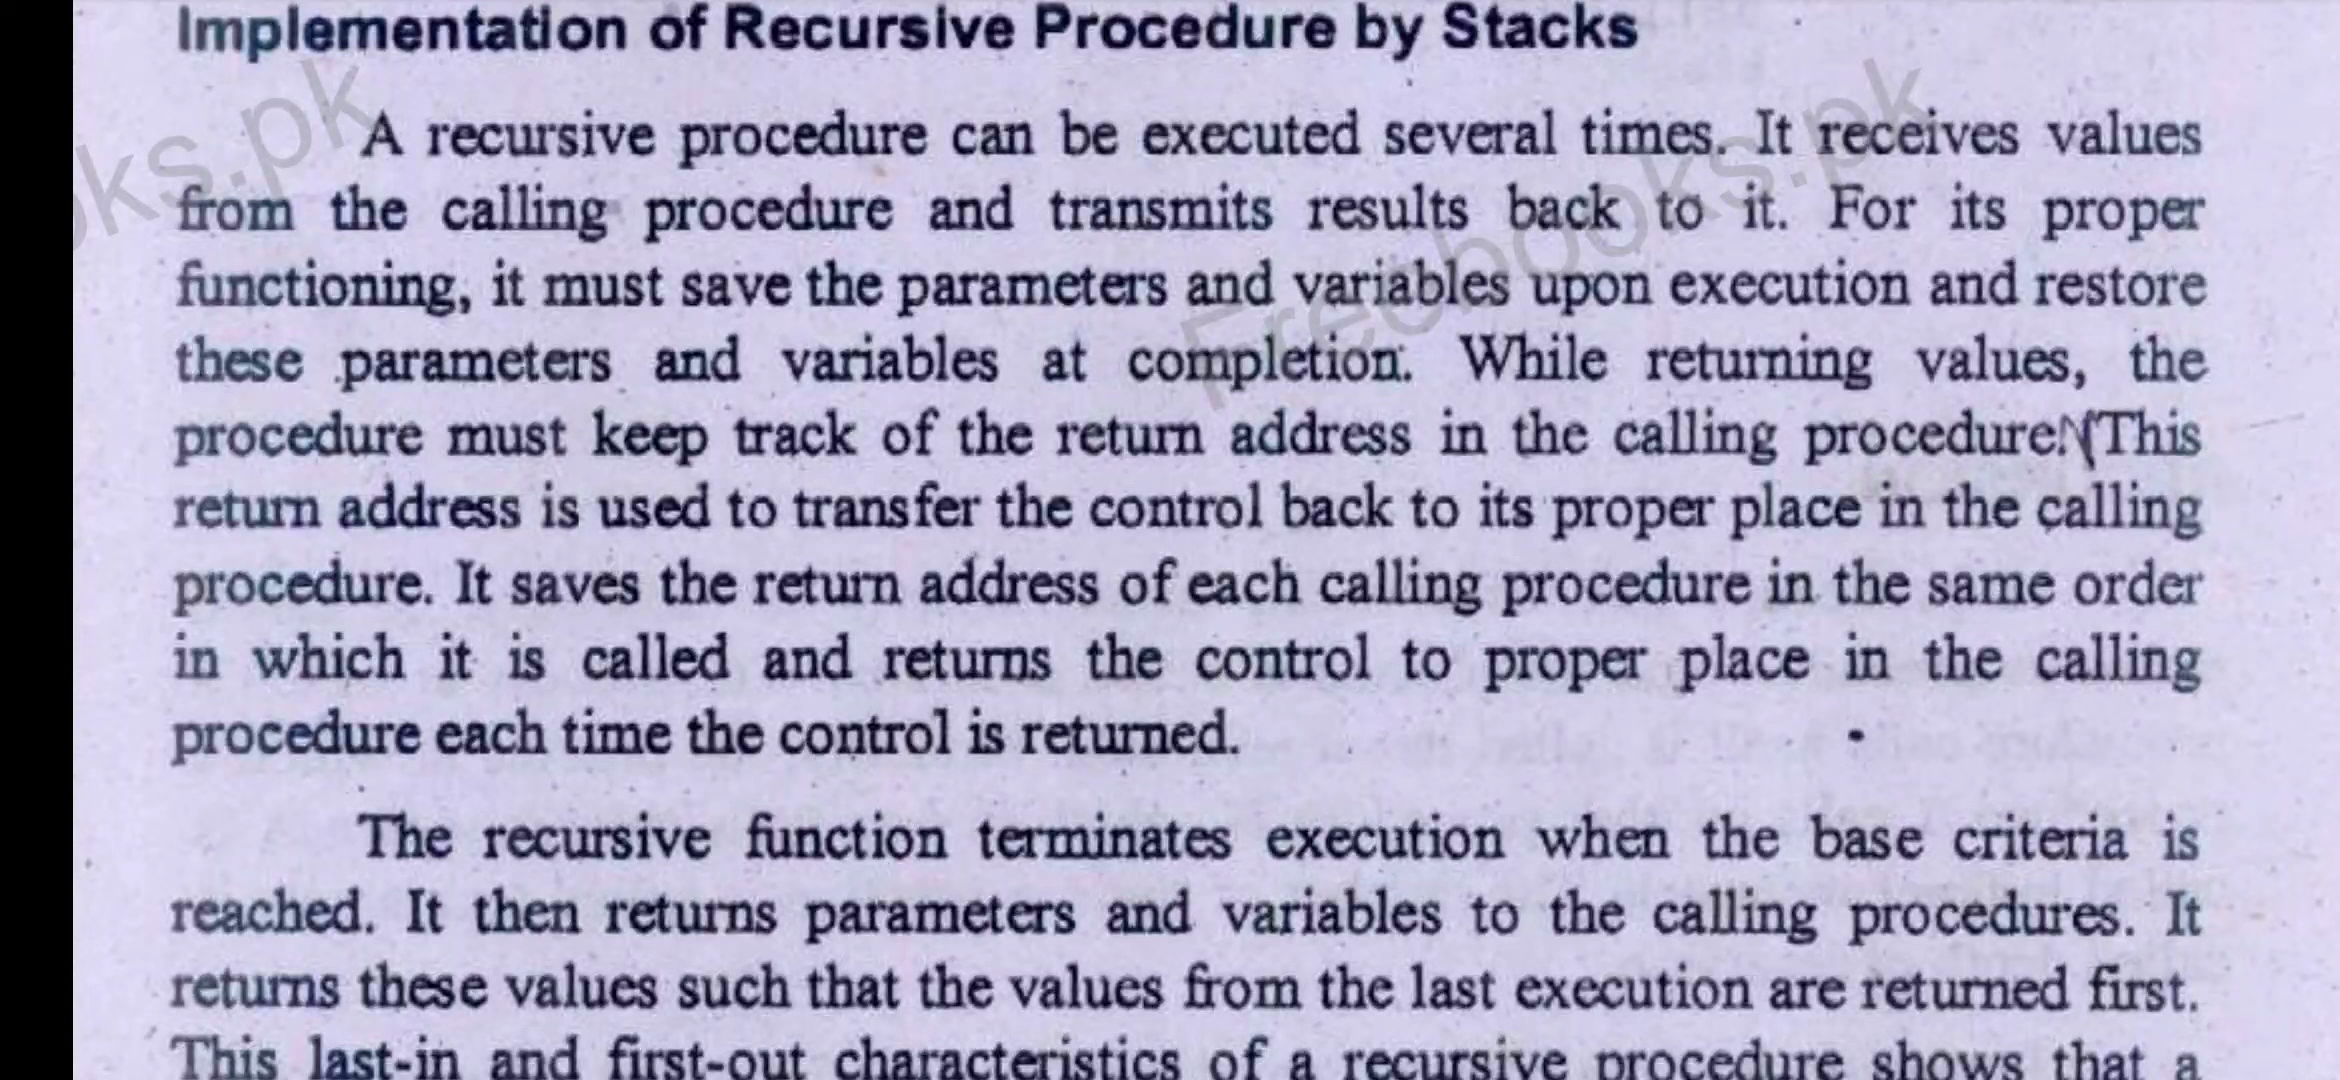 Implementation of Recursive Procedure by Stacks
A recursive procedure can be executed several times. It receives values
from the calling procedure and transmits results back to it. For its proper
functioning, it must save the parameters and variables upon execution and restore
these parameters and variables at completion. While returning values, the
procedure must keep track of the return address in the calling procedure. (This
return address is used to transfer the control back to its proper place in the calling
procedure. It saves the return address of each calling procedure in the same order
in which it is called and returns the control to proper place in the calling
procedure each time the control is returned.
The recursive function terminates execution when the base criteria is
reached. It then returns parameters and variables to the calling procedures. It
returns these values such that the values from the last execution are returned first.
This last-in and first-out characteristics of a recursive procedure shows that a
oks.pk
Freebooks.pk